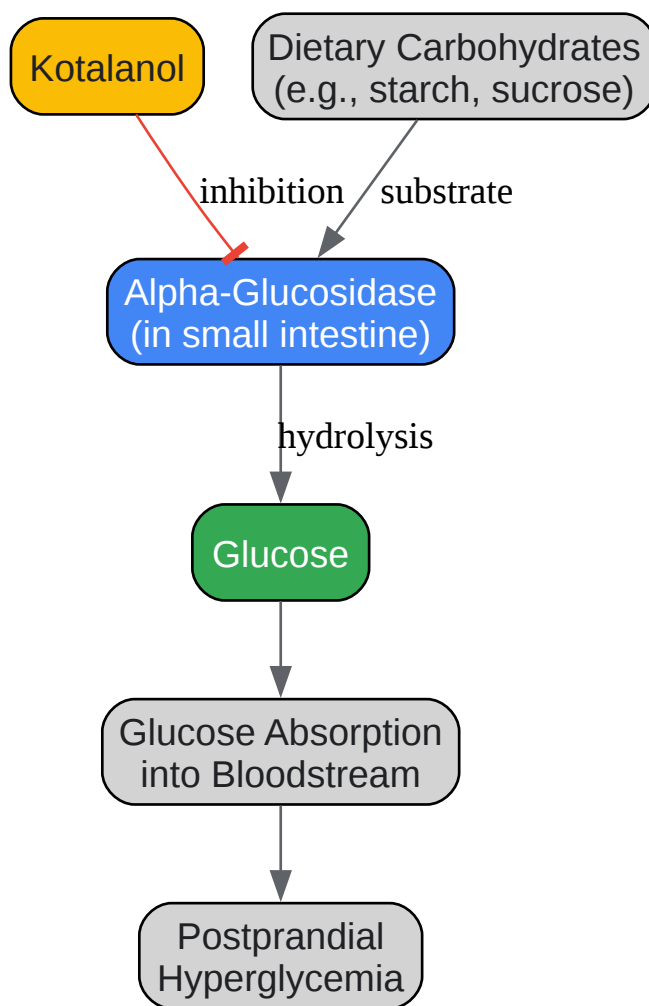 Kotalanol
Dietary Carbohydrates
(e.g., starch, sucrose)
inhibition
substrate
Alpha-Glucosidase
(in small intestine)
hydrolysis
Glucose
Glucose Absorption
into Bloodstream
Postprandial
Hyperglycemia